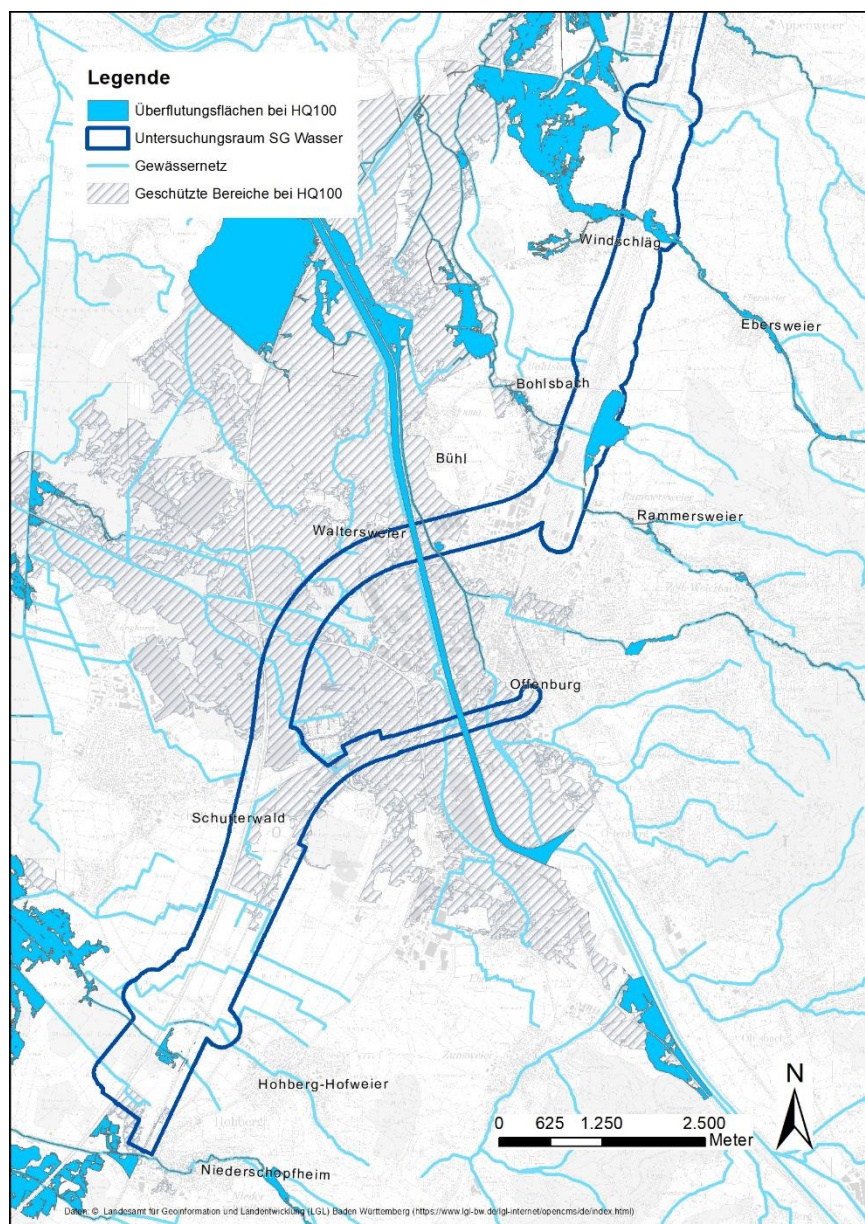 Legende
Überflutungsflächen bei HQ100
Untersuchungsraum SG Wasser
Gewässernetz
Geschützte Bereiche bei HQ100
Appenweier
Windschläg
Ebersweier
Bohlsbach
Bühl
Rammersweier
Waltersweier
Offenburg
Schutterwald
Hohberg-Hofweier
Niederschopfheim
N
0 625 1.250 2.500
Meter
Daten: © Landesamt für Geoinformation und Landentwicklung (LGL) Baden Württemberg (https://www.lgl-bw.de/lgl-internet/opencms/de/index.html)